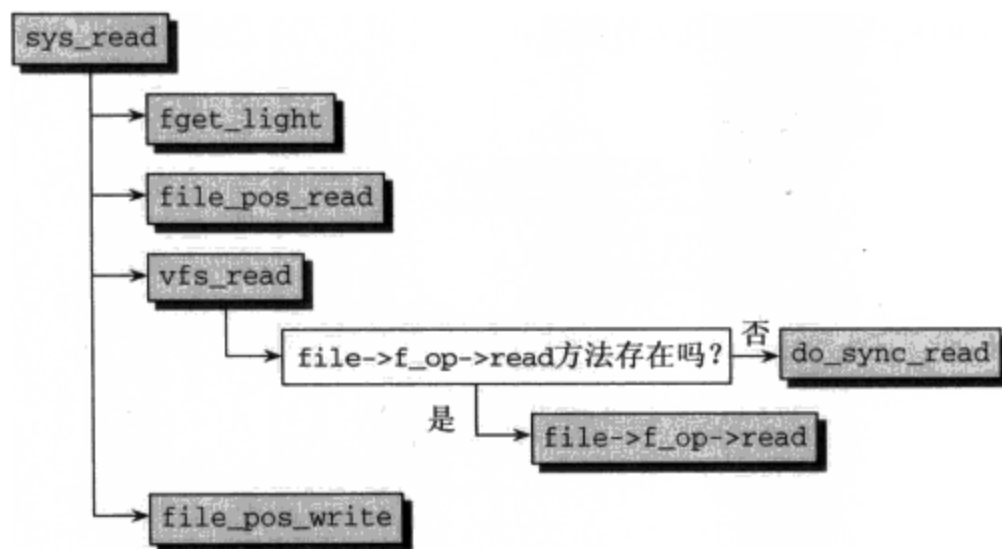 sys_read
fget_light
file_pos_read
vfs_read
file->f_op->read方法存在吗?
否
do_sync_read
是
file->f_op->read
file_pos_write